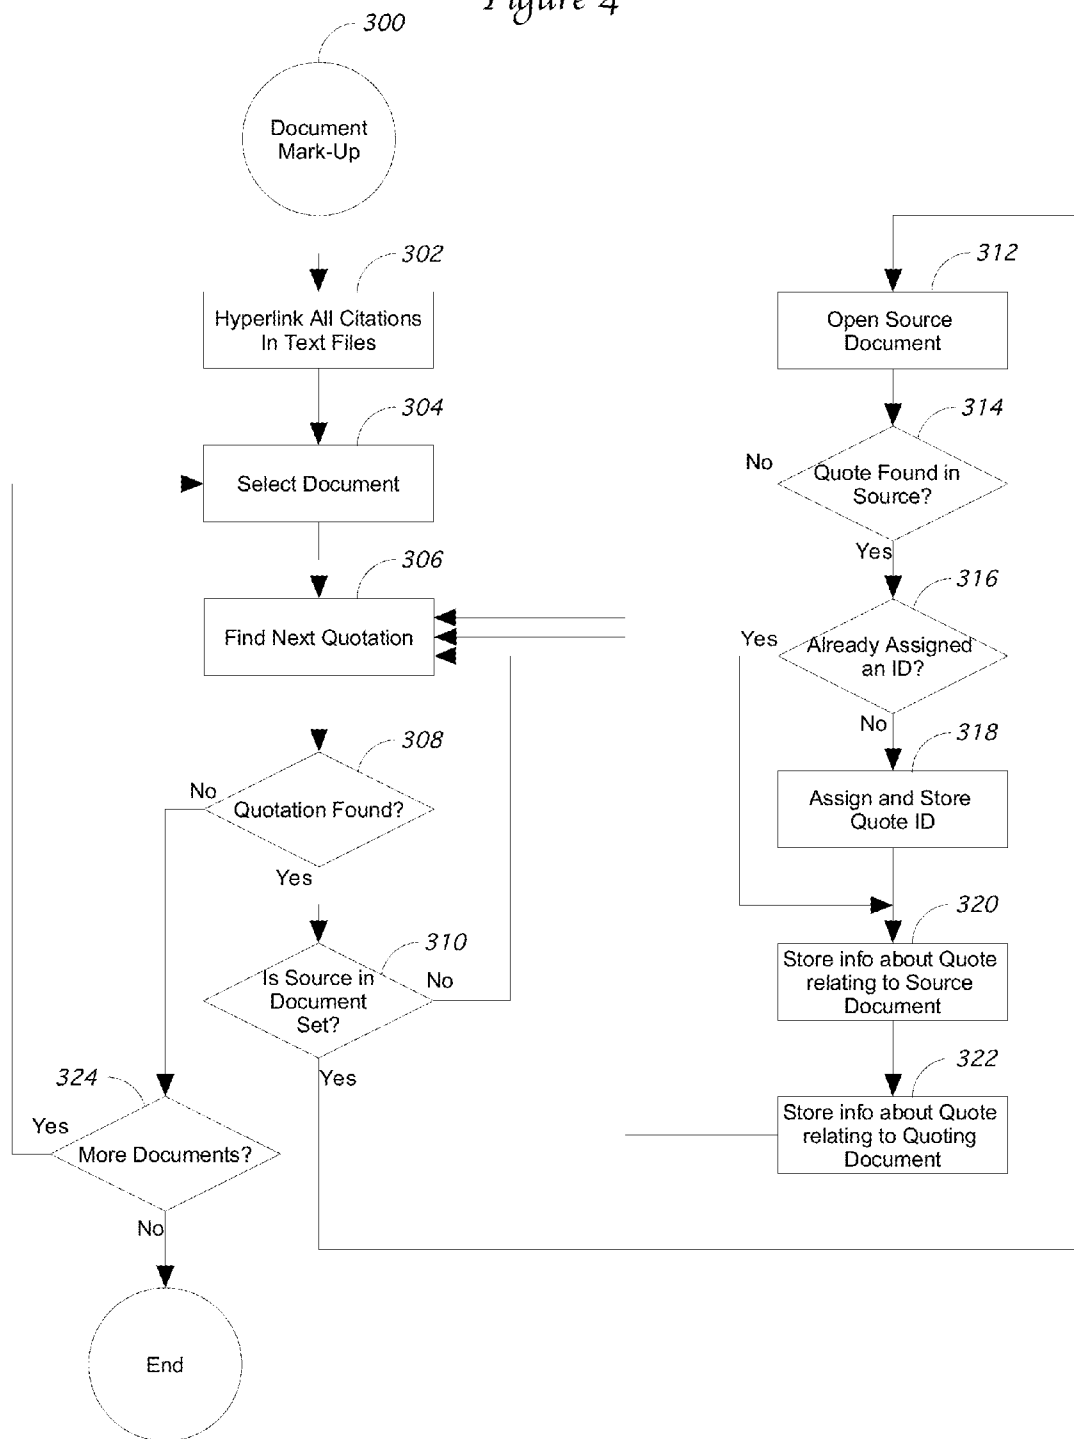 Figure 4
300
Document
Mark-Up
302
Hyperlink All Citations
In Text Files
304
Select Document
306
Find Next Quotation
308
No
Quotation Found?
Yes
310
Is Source in
Document
Set?
No
Yes
324
Yes
More Documents?
No
End
312
Open Source
Document
314
No
Quote Found in
Source?
Yes
316
Yes
Already Assigned
an ID?
No
318
Assign and Store
Quote ID
320
Store info about Quote
relating to Source
Document
322
Store info about Quote
relating to Quoting
Document